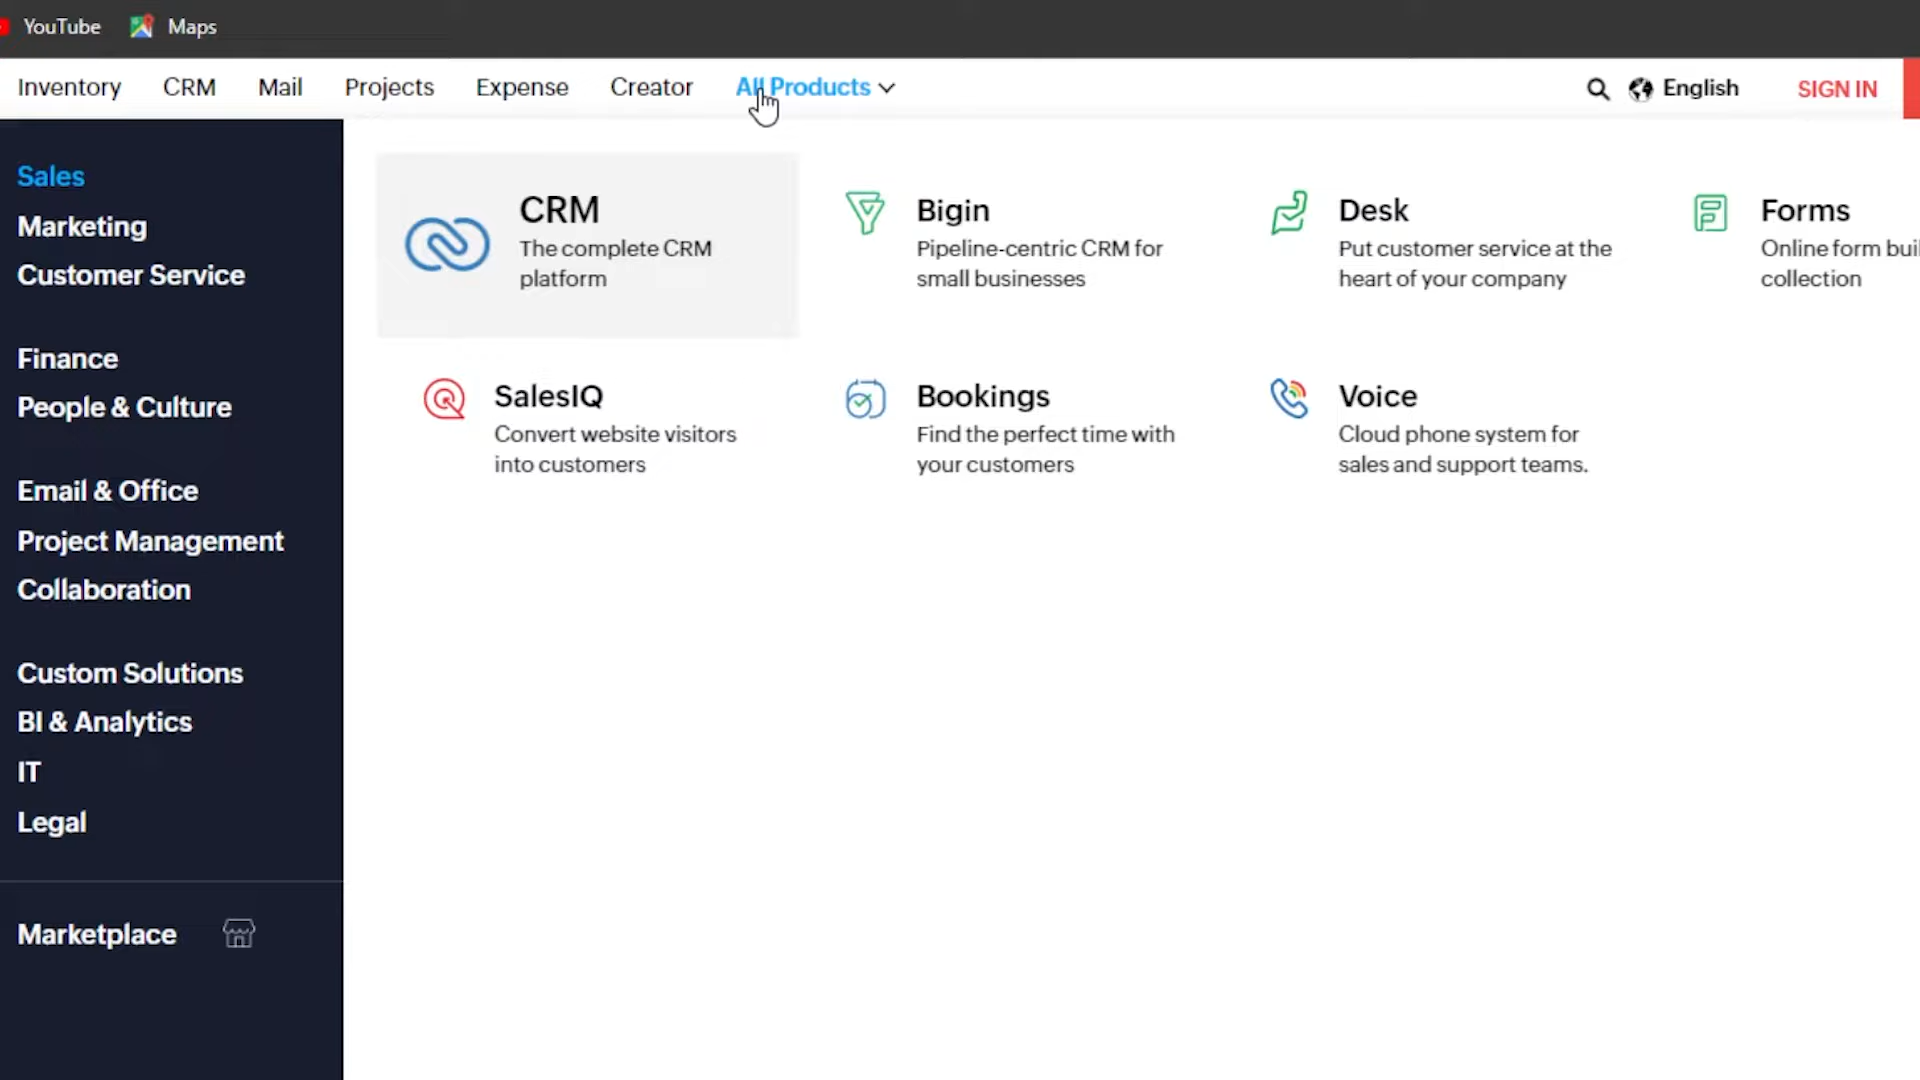 YouTube Maps
Inventory CRM Mail Projects Expense Creator All Products English SIGN IN
Sales
Marketing
Customer Service
Finance
People & Culture
Email & Office
Project Management
Collaboration
Custom Solutions
BI & Analytics
IT
Legal
Marketplace
CRM
The complete CRM
platform
Bigin
Pipeline-centric CRM for
small businesses
Desk
Put customer service at the
heart of your company
Forms
Online form
collection
SalesIQ
Convert website visitors
into customers
Bookings
Find the perfect time with
your customers
Voice
Cloud phone system for
sales and support teams.